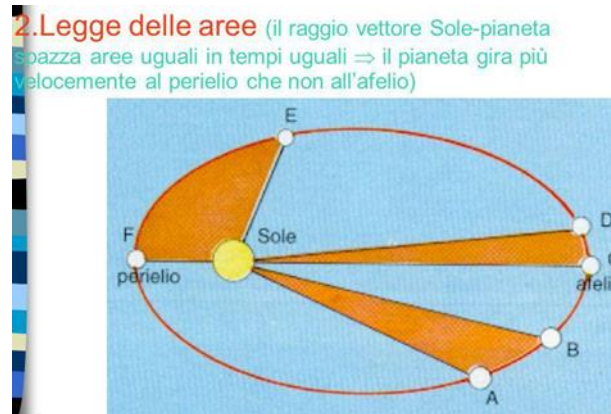 2.Legge delle aree (il raggio vettore Sole-pianeta
spazza aree uguali in tempi uguali ⇒ il pianeta gira più
velocemente al perielio che non all'afelio)
E
D
F
Sole
perielio
afeli
B
A